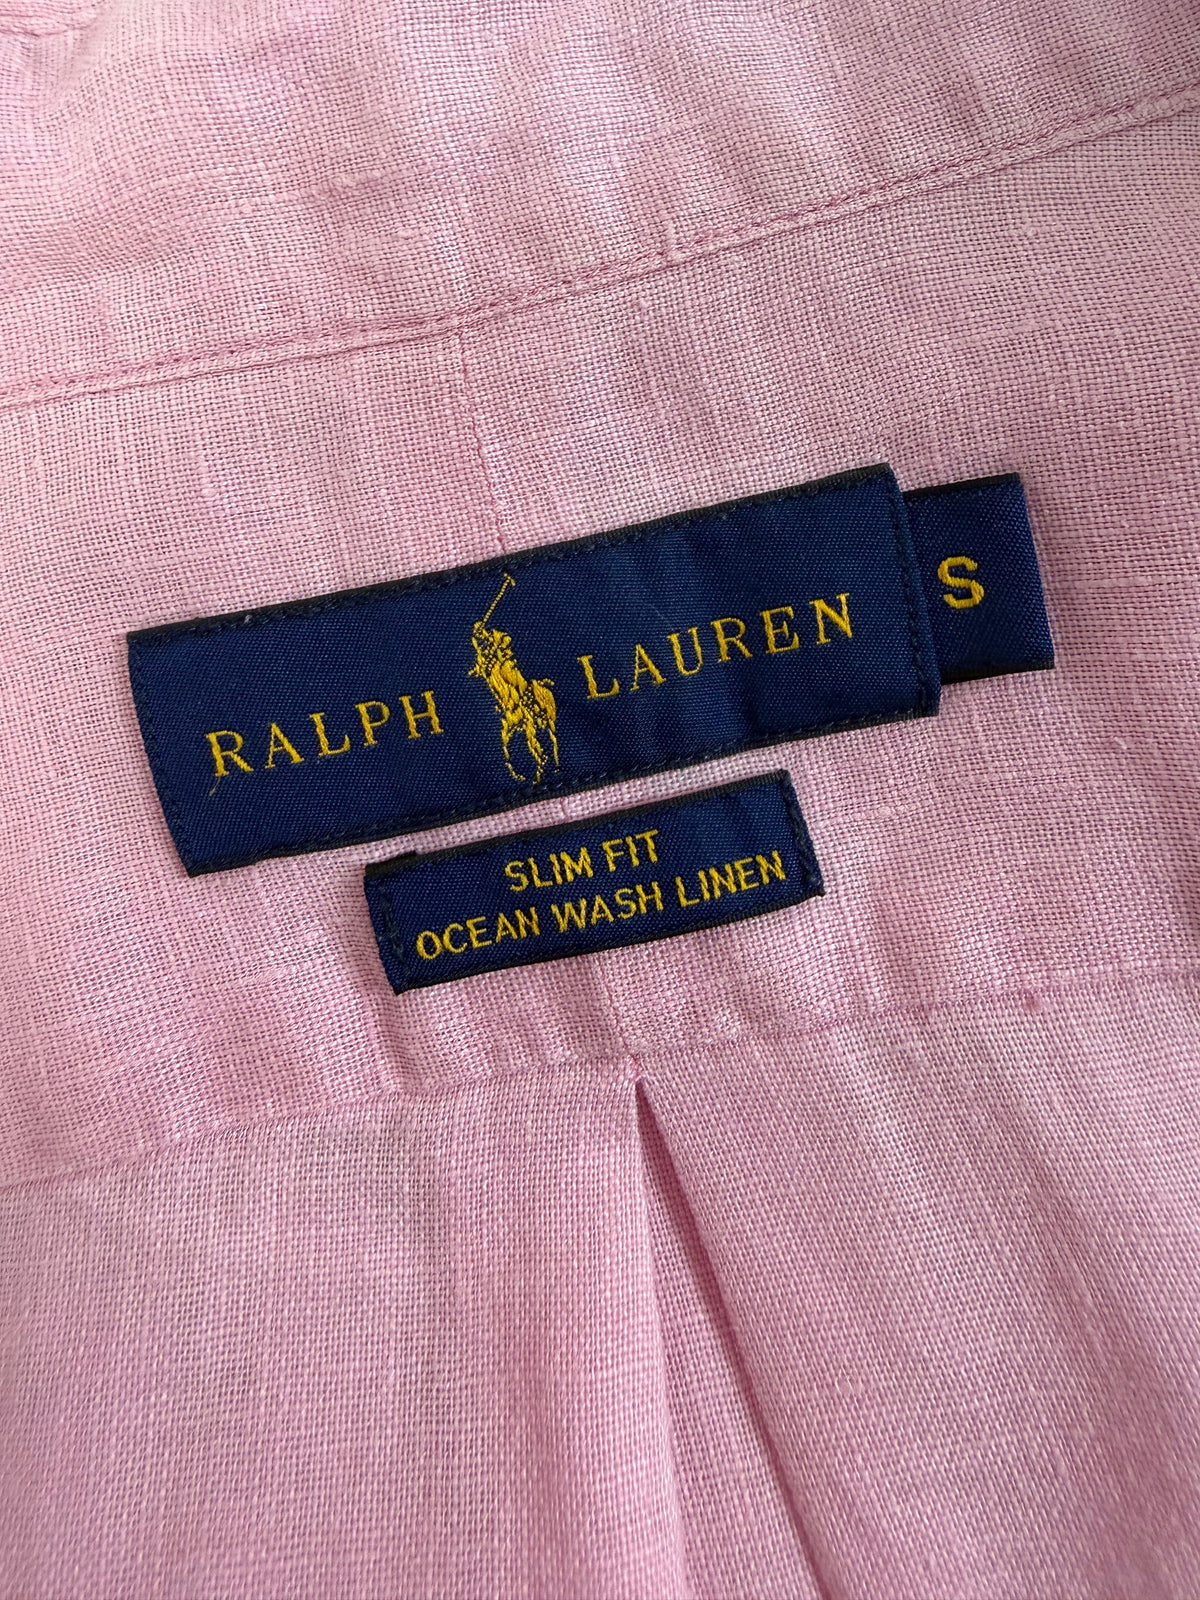 RALPH LAUREN
S
SLIM FIT
OCEAN WASH LINEN